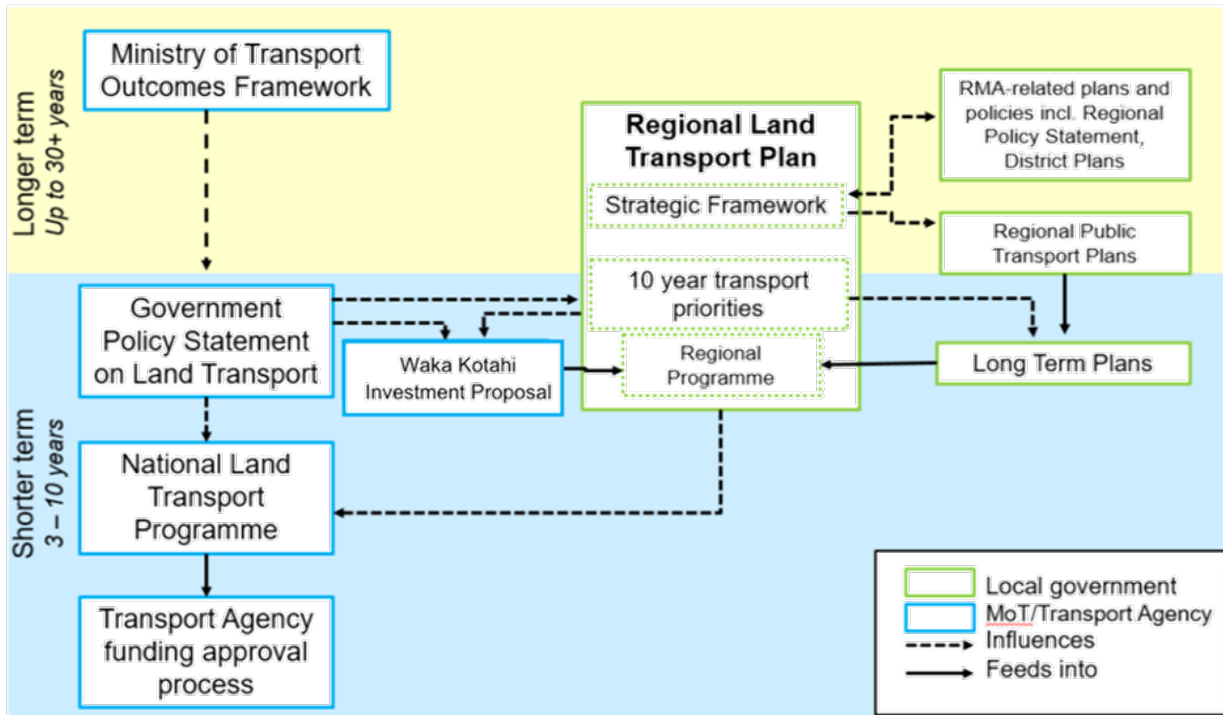 Longer term
Up to 30+ years
Ministry of Transport
Outcomes Framework
Regional Land
Transport Plan
Strategic Framework
RMA-related plans and
policies incl. Regional
Policy Statement,
District Plans
Regional Public
Transport Plans
Shorter term
3 – 10 years
Government
Policy Statement
on Land Transport
Waka Kotahi
Investment Proposal
10 year transport
priorities
Regional
Programme
Long Term Plans
National Land
Transport
Programme
Transport Agency
funding approval
process
Local government
MoT/Transport Agency
Influences
Feeds into